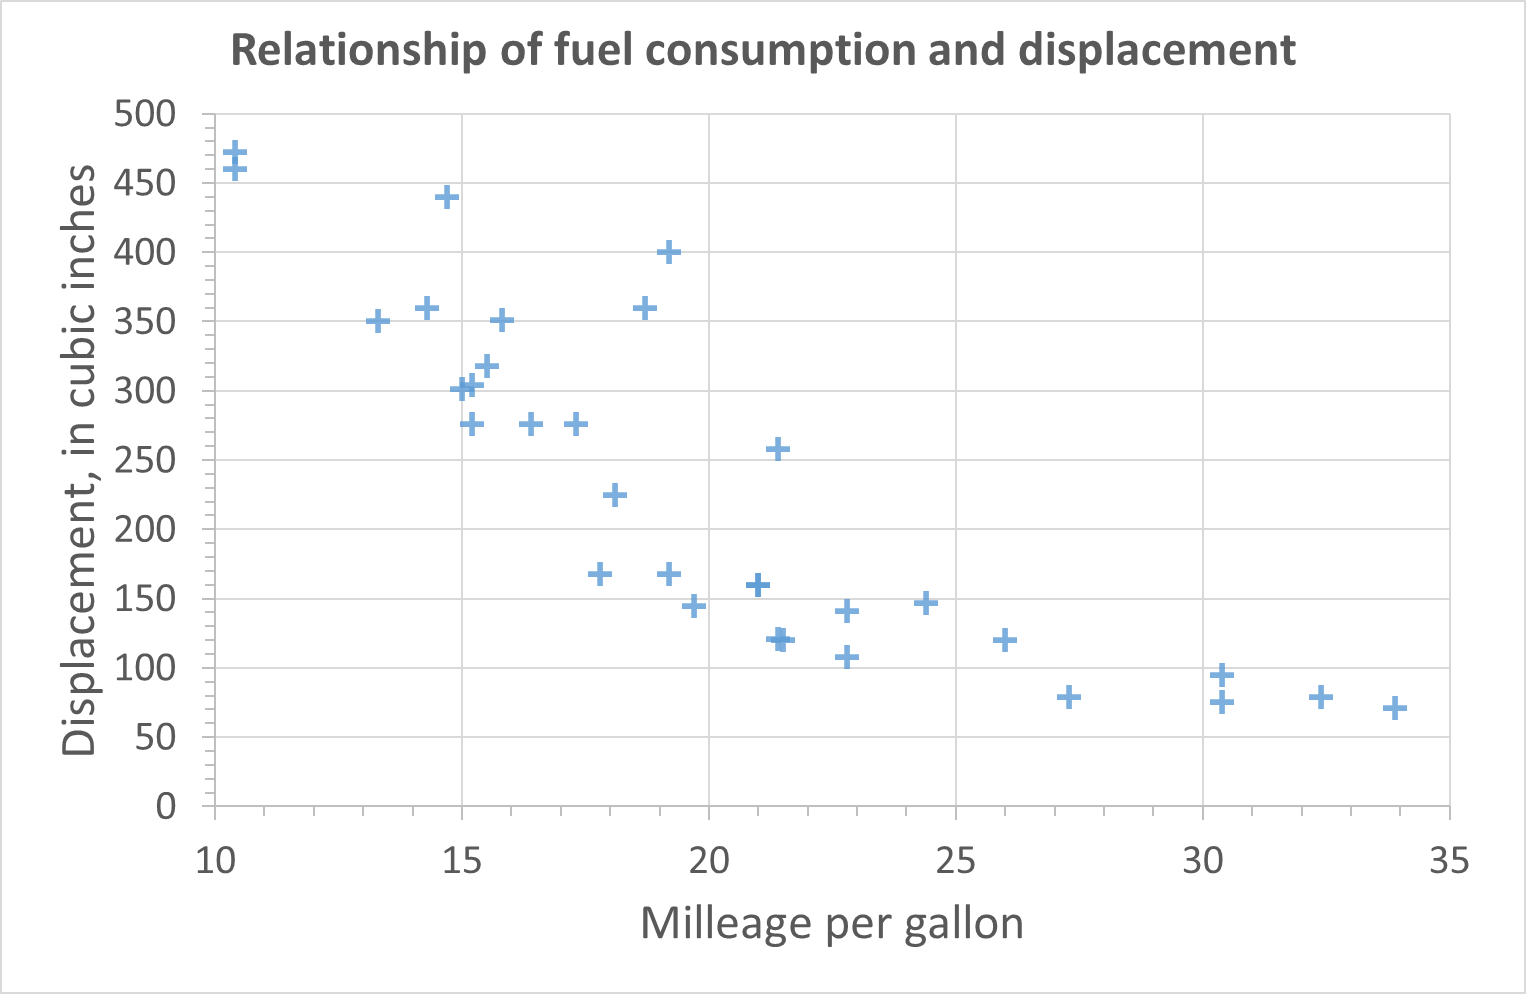 Relationship of fuel consumption and displacement
Displacement, in cubic inches
500
450
400
350
300
250
200
150
100
50
0
10 15 20 25 30 35
Milleage per gallon